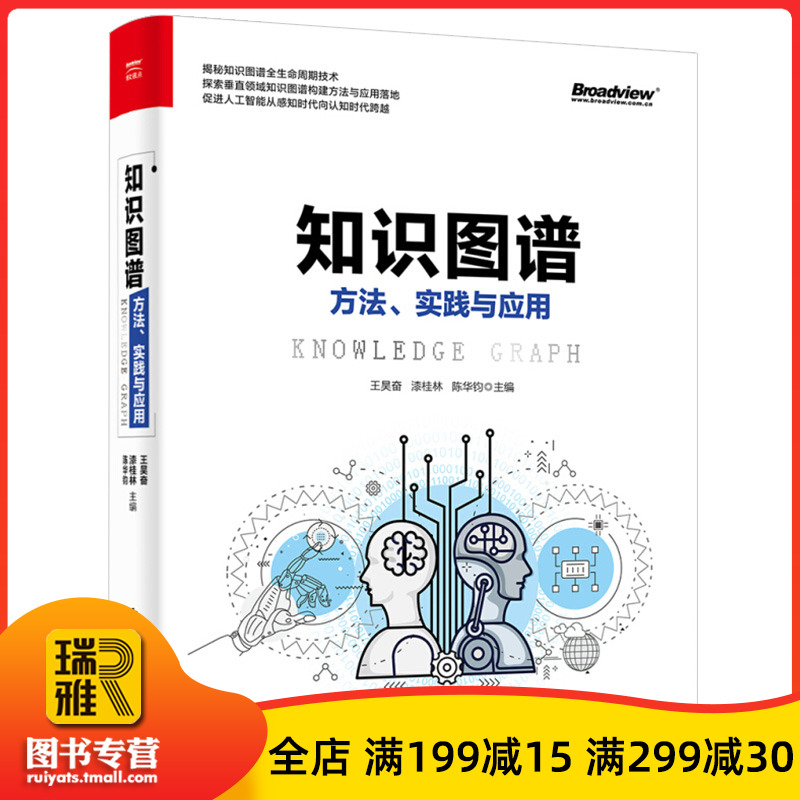 揭秘知识图谱全生命周期技术
探索垂直领域知识图谱构建方法与应用落地
促进人工智能从感知时代向认知时代跨越
Broadview®
www.broadview.com.cn
知识图谱
方法、实践与应用
KNOWLEDGE GRAPH
王昊奋 漆桂林 陈华钧◎主编
Broadview
知识图谱
方法、实践与应用
KNOWLEDGE GRAPH
王昊奋
漆桂林 主编
陈华钧
瑞雅
图书专营
ruiyats.tmall.com
全店 满199减15 满299减30